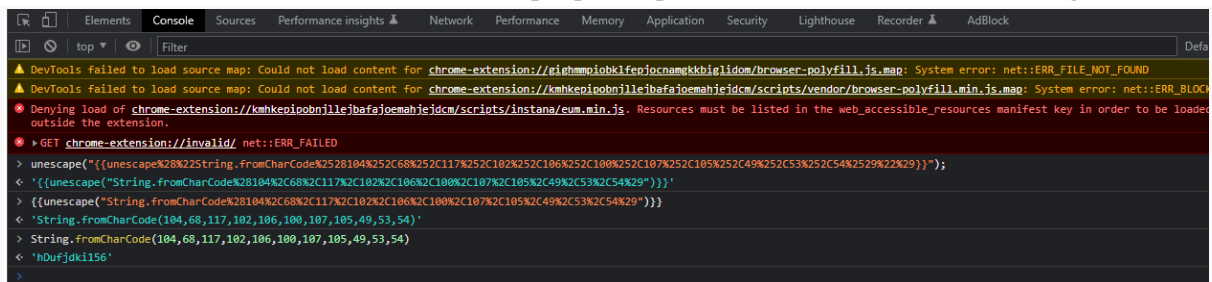 Elements Console Sources Performance insights Network Performance Memory Application Security Lighthouse Recorder AdBlock
top ▼ Filter Defa
DevTools failed to load source map: Could not load content for chrome-extension://gighmmpiobklfepjocnamgkkbiglidom/browser-polyfill.js.map: System error: net::ERR_FILE_NOT_FOUND
DevTools failed to load source map: Could not load content for chrome-extension://kmhkepipobnjllejbafajoemahjejdcm/scripts/vendor/browser-polyfill.min.js.map: System error: net::ERR_BLOCK
Denying load of chrome-extension://kmhkepipobnjllejbafajoemahjejdcm/scripts/instana/eum.min.js. Resources must be listed in the web_accessible_resources manifest key in order to be loaded
outside the extension.
▶GET chrome-extension://invalid/ net::ERR_FAILED
> unescape("{{unescape%28%22String.fromCharCode%2528104%252C68%252C117%252C102%252C106%252C100%252C107%252C105%252C49%252C53%252C54%2529%22%29}}");
< '{{unescape("String.fromCharCode%28104%2C68%2C117%2C102%2C106%2C100%2C107%2C105%2C49%2C53%2C54%29")}}'
> {{unescape("String.fromCharCode%28104%2C68%2C117%2C102%2C106%2C100%2C107%2C105%2C49%2C53%2C54%29")}}
< 'String.fromCharCode(104,68,117,102,106,100,107,105,49,53,54)'
> String.fromCharCode(104,68,117,102,106,100,107,105,49,53,54)
< 'hDufjdki156'
>